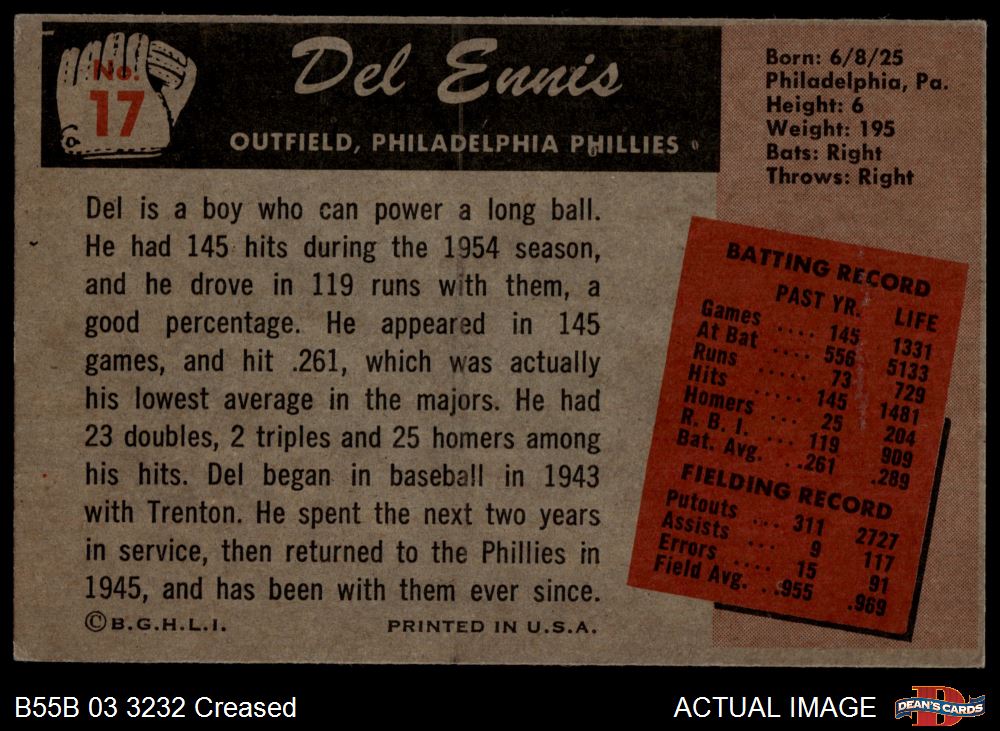 No.
17
Del Ennis
OUTFIELD, PHILADELPHIA PHILLIES
Born: 6/8/25
Philadelphia, Pa.
Height: 6
Weight: 195
Bats: Right
Throws: Right
Del is a boy who can power a long ball.
He had 145 hits during the 1954 season,
and he drove in 119 runs with them, a
good percentage. He appeared in 145
games, and hit .261, which was actually
his lowest average in the majors. He had
23 doubles, 2 triples and 25 homers among
his hits. Del began in baseball in 1943
with Trenton. He spent the next two years
in service, then returned to the Phillies in
1945, and has been with them ever since.
©B.G.H.L.I. PRINTED IN U.S.A.
BATTING RECORD
PAST YR. LIFE
Games .... 145 1331
At Bat .... 556 5133
Runs ..... 73 729
Hits ..... 145 1481
Homers ... 25 204
R. B. I. ... 119 909
Bat. Avg. ..261 .289
FIELDING RECORD
Putouts ... 311 2727
Assists ... 9 117
Errors .... 15 91
Field Avg. ..955 .969
B55B 03 3232 Creased
ACTUAL IMAGE
D
DEAN'S CARDS